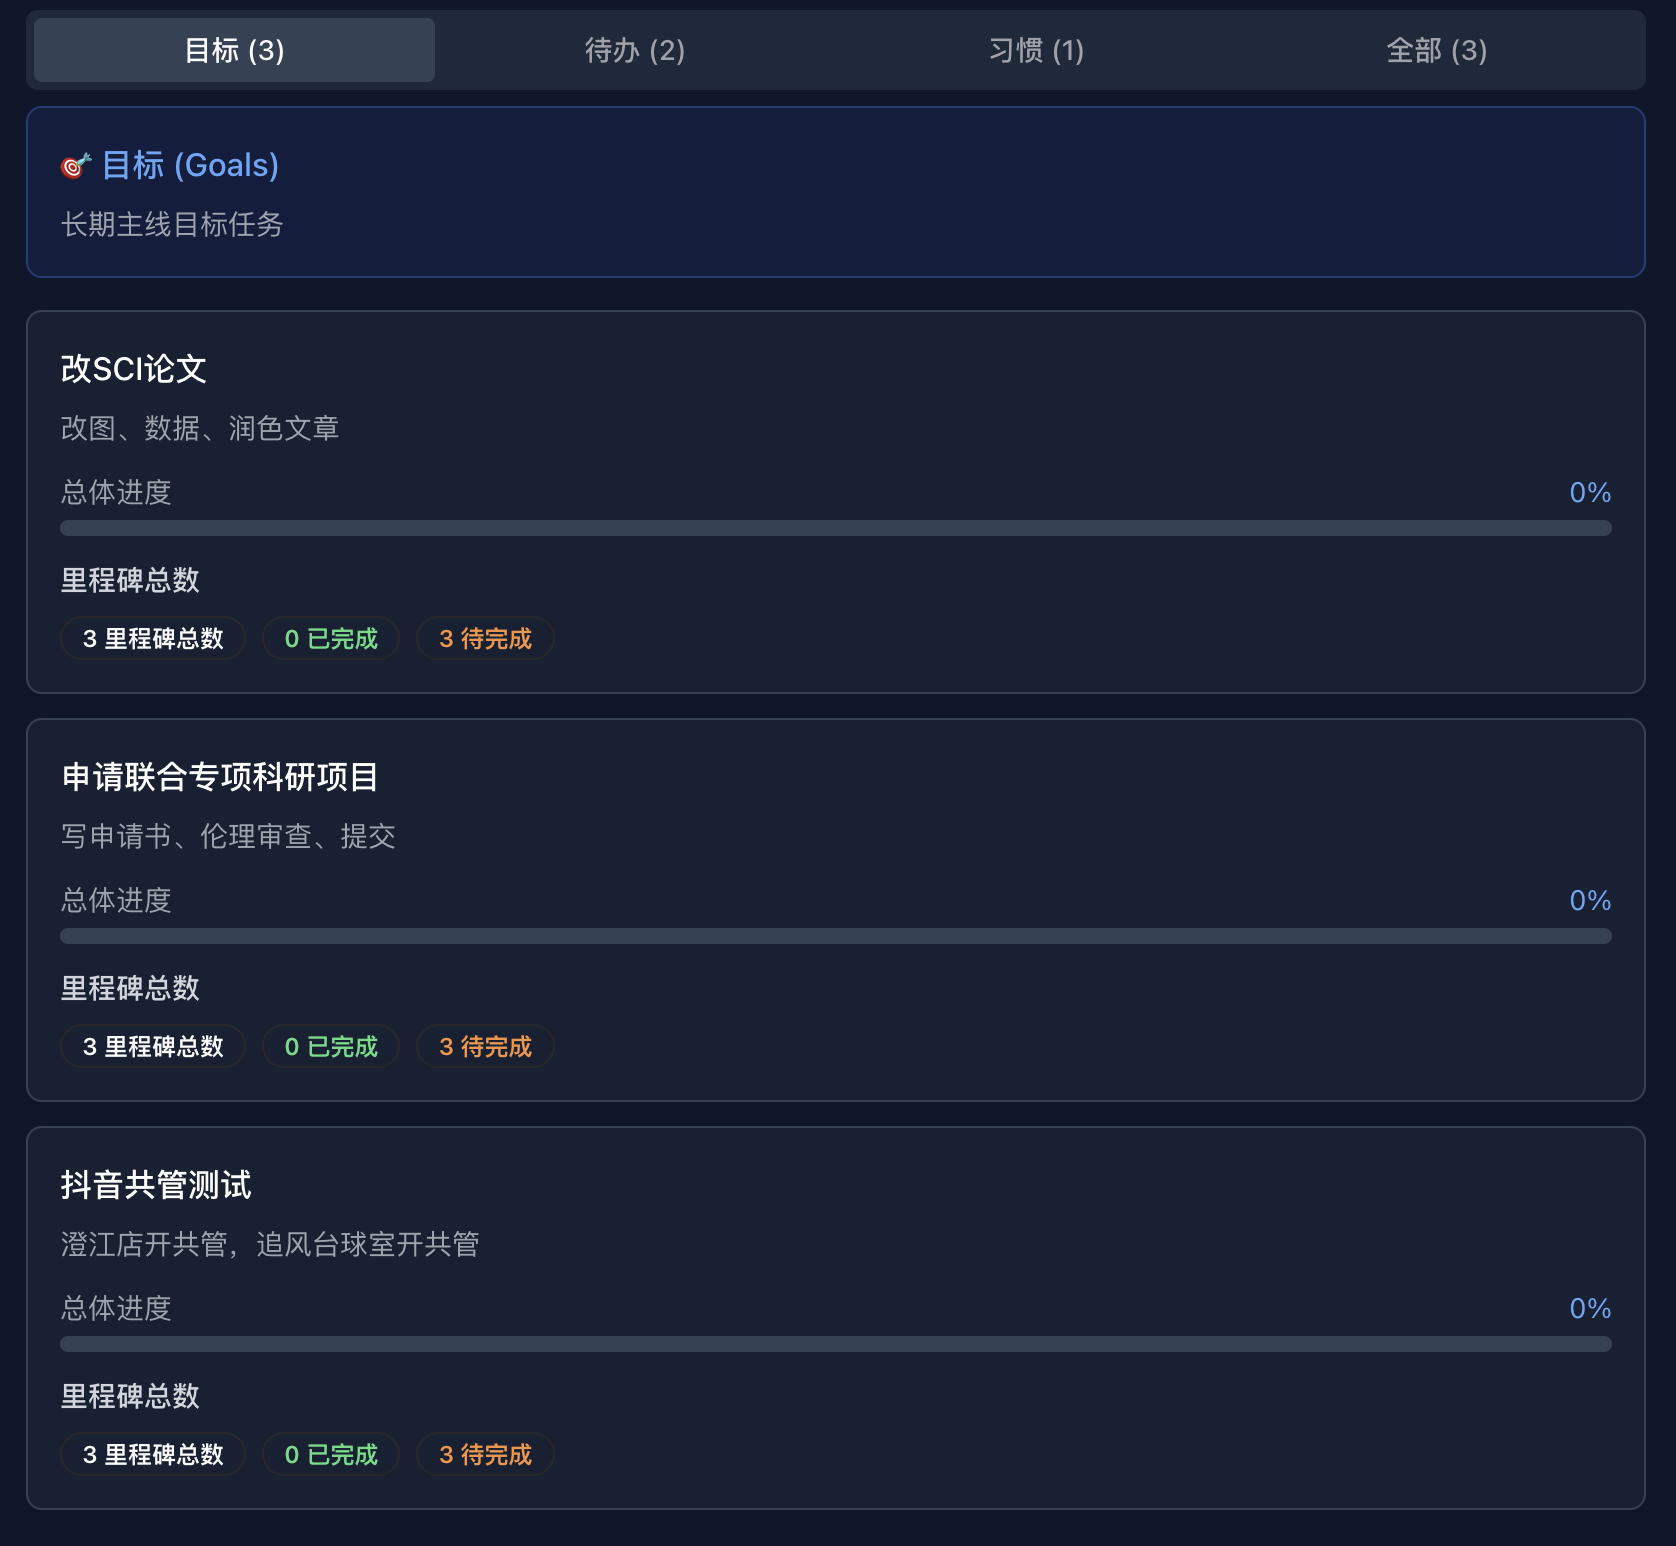 目标 (3)
待办 (2)
习惯 (1)
全部 (3)
目标 (Goals)
长期主线目标任务
改SCI论文
改图、数据、润色文章
总体进度
0%
里程碑总数
3 里程碑总数
0 已完成
3 待完成
申请联合专项科研项目
写申请书、伦理审查、提交
总体进度
0%
里程碑总数
3 里程碑总数
0 已完成
3 待完成
抖音共管测试
澄江店开共管，追风台球室开共管
总体进度
0%
里程碑总数
3 里程碑总数
0 已完成
3 待完成